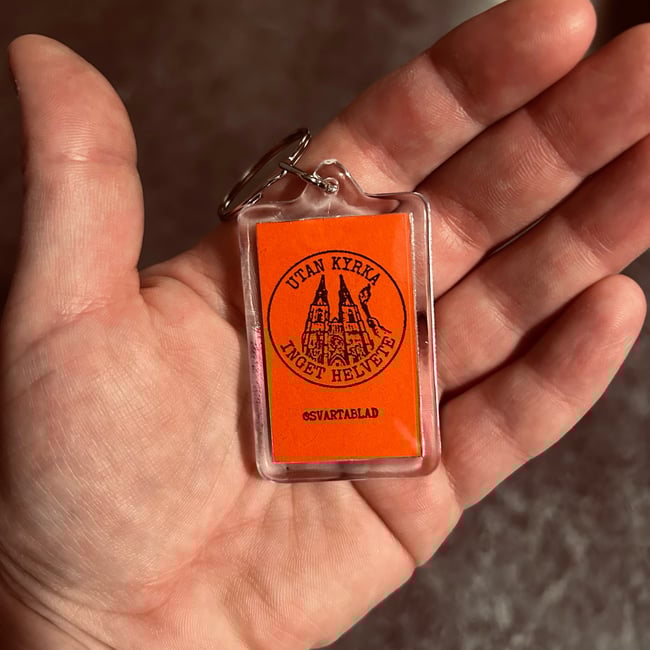 UTAN KYRKA
INGET HELVETE
@SVARTABLAD